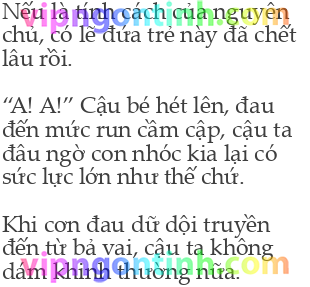 Nếu là tính cách của nguyên
vipngontinh.com
chủ, có lẽ đứa trẻ này đã chết
lâu rồi.
“A! A!” Cậu bé hét lên, đau
đến mức run cầm cập, cậu ta
đâu ngờ con nhóc kia lại có
sức lực lớn như thế chứ.
Khi cơn đau dữ dội truyền
đến từ bả vai, cậu ta không
vipngontinh.com
dám khinh thường nữa.